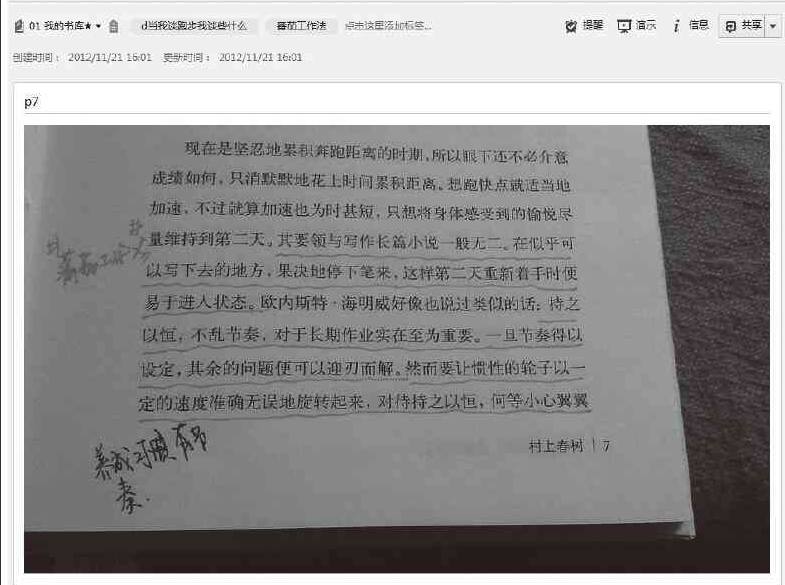 01 我的书库★
d当我谈跑步我谈些什么
番茄工作法
点击这里添加标签...
提醒
演示
信息
共享
创建时间： 2012/11/21 16:01 更新时间： 2012/11/21 16:01
p7
现在是坚忍地累积奔跑距离的时期，所以眼下还不必介意
成绩如何，只消默默地花上时间累积距离。想跑快点就适当地
加速，不过就算加速也为时甚短，只想将身体感受到的愉悦尽
量维持到第二天。其要领与写作长篇小说一般无二。在似乎可
以写下去的地方，果决地停下笔来，这样第二天重新着手时便
易于进入状态。欧内斯特·海明威好像也说过类似的话：持之
以恒，不乱节奏，对于长期作业实在至为重要。一旦节奏得以
设定，其余的问题便可以迎刃而解。然而要让惯性的轮子以一
定的速度准确无误地旋转起来，对待持之以恒，何等小心翼翼
村上春树 | 7
番茄工作法
养成习惯 有节
奏.